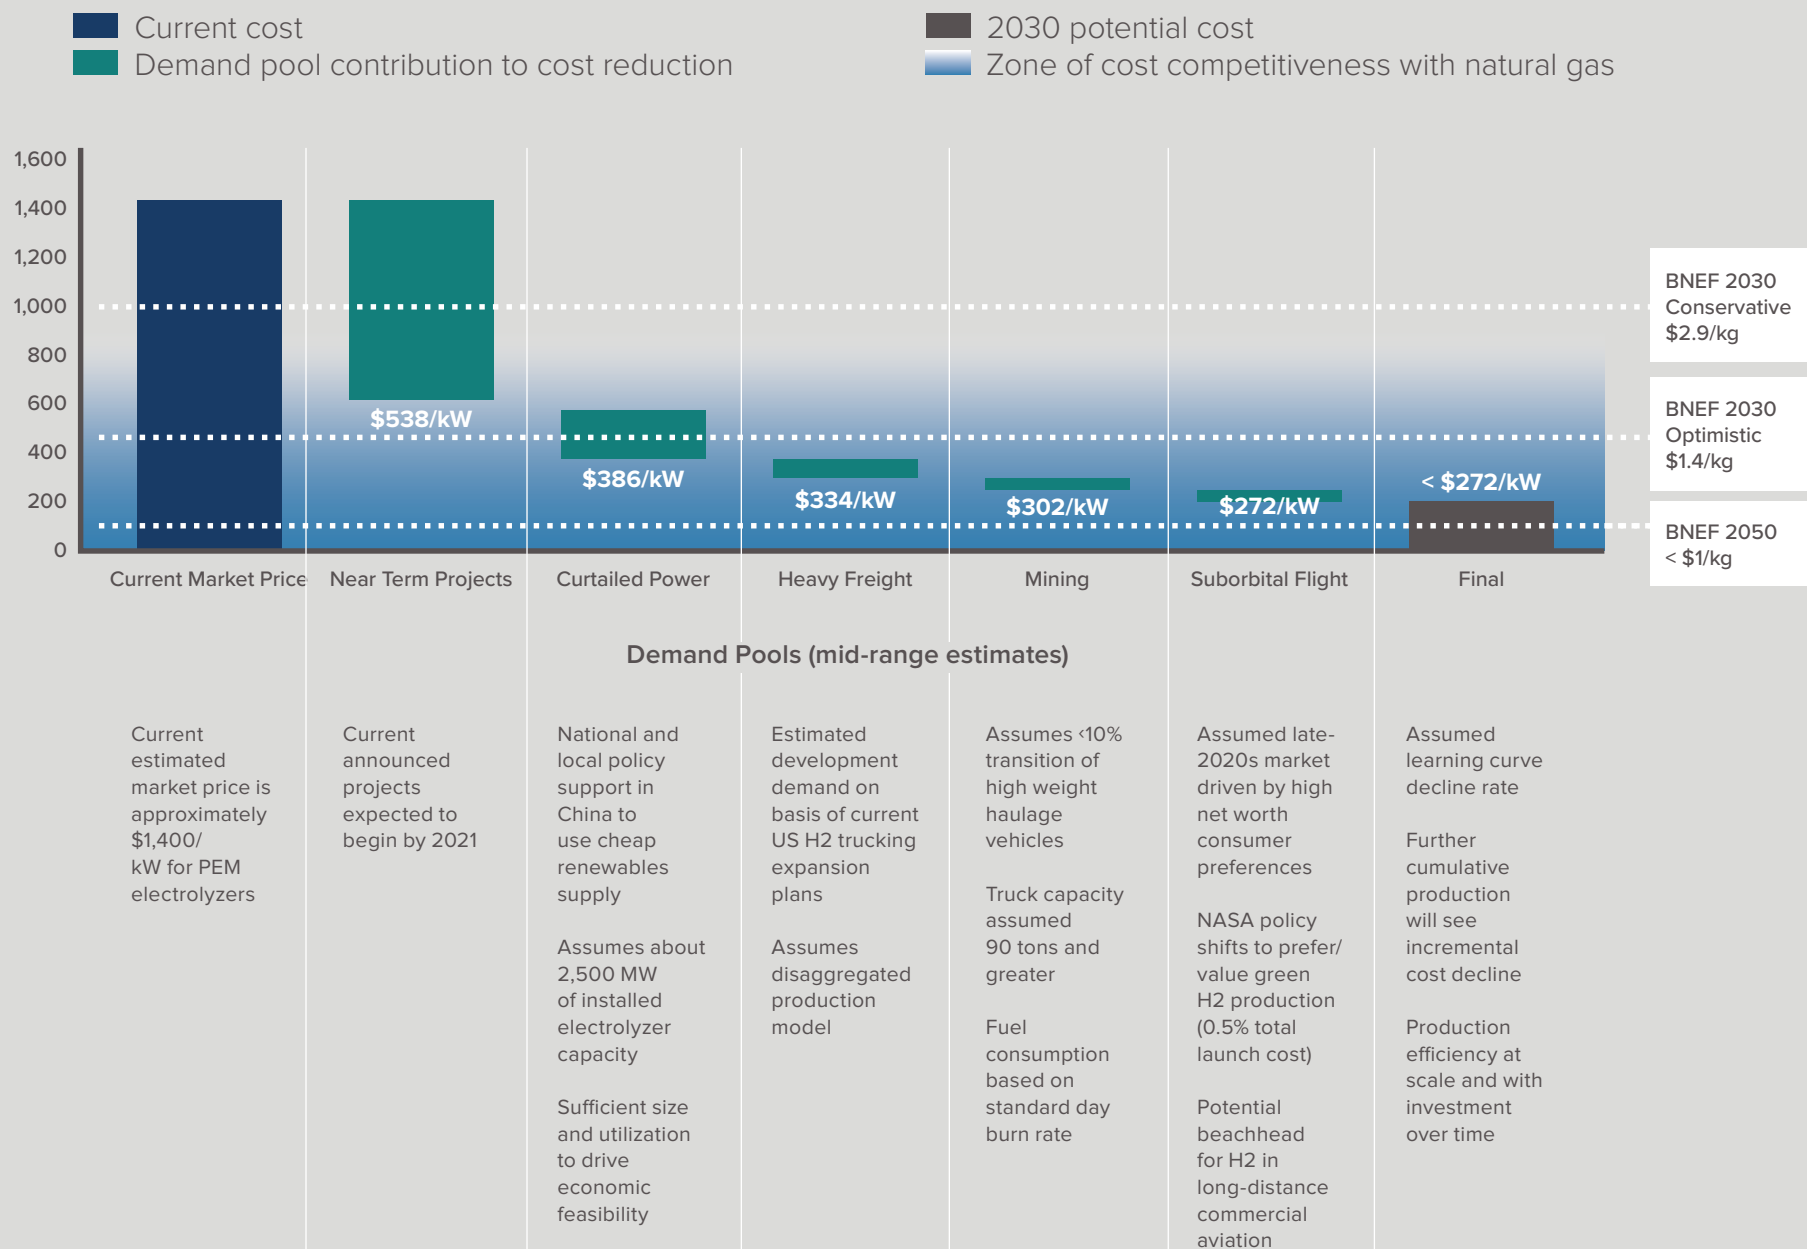 Current cost
Demand pool contribution to cost reduction
2030 potential cost
Zone of cost competitiveness with natural gas
1,600
1,400
1,200
1,000
800
600
400
200
0
$538/kW
$386/kW
$334/kW
$302/kW
$272/kW
< $272/kW
BNEF 2030
Conservative
$2.9/kg
BNEF 2030
Optimistic
$1.4/kg
BNEF 2050
< $1/kg
Current Market Price
Near Term Projects
Curtailed Power
Heavy Freight
Mining
Suborbital Flight
Final
Demand Pools (mid-range estimates)
Current
estimated
market price is
approximately
$1,400/
kW for PEM
electrolyzers
Current
announced
projects
expected to
begin by 2021
National and
local policy
support in
China to
use cheap
renewables
supply
Assumes about
2,500 MW
of installed
electrolyzer
capacity
Sufficient size
and utilization
to drive
economic
feasibility
Estimated
development
demand on
basis of current
US H2 trucking
expansion
plans
Assumes
disaggregated
production
model
Assumes <10%
transition of
high weight
haulage
vehicles
Truck capacity
assumed
90 tons and
greater
Fuel
consumption
based on
standard day
burn rate
Assumed late-
2020s market
driven by high
net worth
consumer
preferences
NASA policy
shifts to prefer/
value green
H2 production
(0.5% total
launch cost)
Potential
beachhead
for H2 in
long-distance
commercial
aviation
Assumed
learning curve
decline rate
Further
cumulative
production
will see
incremental
cost decline
Production
efficiency at
scale and with
investment
over time